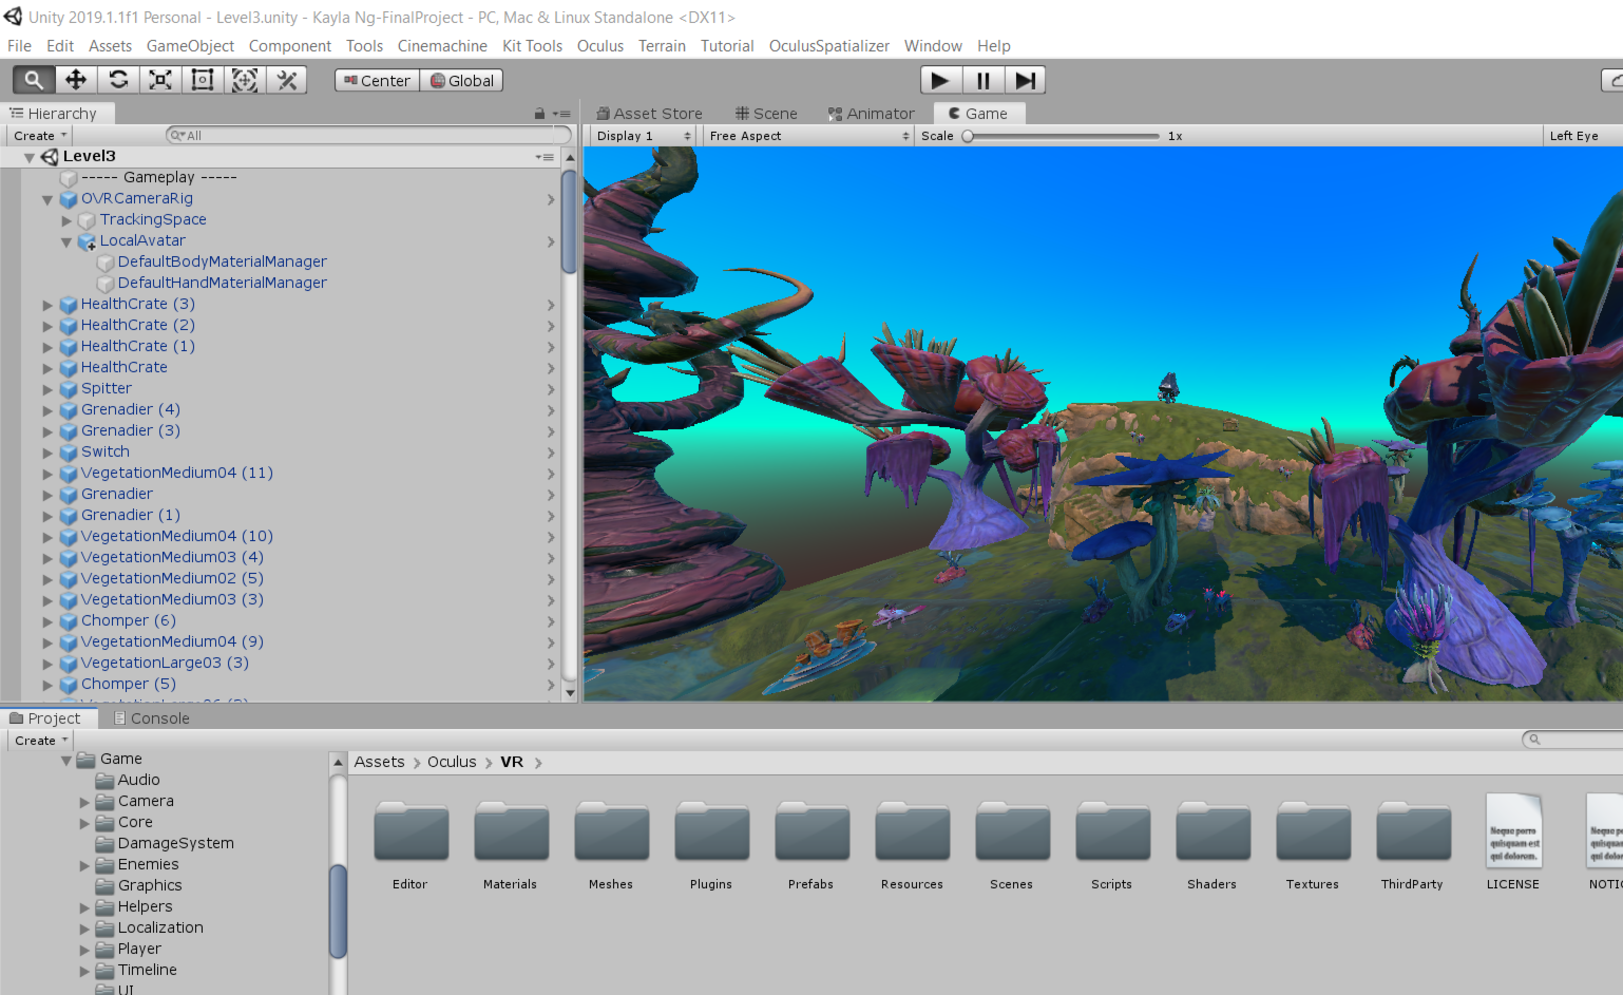 Unity 2019.1.1f1 Personal - Level3.unity - Kayla Ng-FinalProject - PC, Mac & Linux Standalone <DX11>
File Edit Assets GameObject Component Tools Cinemachine Kit Tools Oculus Terrain Tutorial OculusSpatializer Window Help
Center Global
Hierarchy
Asset Store Scene Animator Game
Create All
Display 1 Free Aspect Scale 1x Left Eye
Level3
----- Gameplay -----
OVRCameraRig
TrackingSpace
LocalAvatar
DefaultBodyMaterialManager
DefaultHandMaterialManager
HealthCrate (3)
HealthCrate (2)
HealthCrate (1)
HealthCrate
Spitter
Grenadier (4)
Grenadier (3)
Switch
VegetationMedium04 (11)
Grenadier
Grenadier (1)
VegetationMedium04 (10)
VegetationMedium03 (4)
VegetationMedium02 (5)
VegetationMedium03 (3)
Chomper (6)
VegetationMedium04 (9)
VegetationLarge03 (3)
Chomper (5)
Project Console
Create
Game
Audio
Camera
Core
DamageSystem
Enemies
Graphics
Helpers
Localization
Player
Timeline
UI
Assets > Oculus > VR >
Neque porro
quisquam est
qui dolorum.
Editor Materials Meshes Plugins Prefabs Resources Scenes Scripts Shaders Textures ThirdParty LICENSE